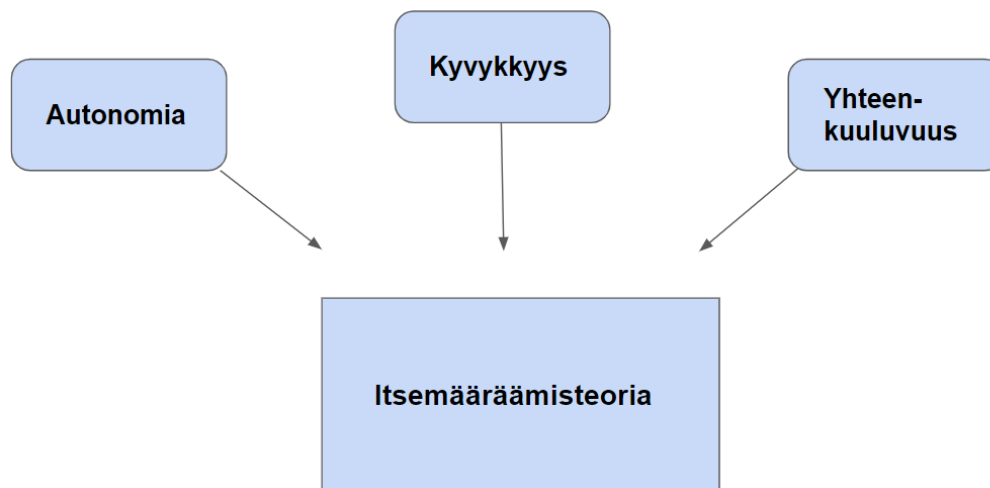 Autonomia
Kyvykkyys
Yhteen-
kuuluvuus
Itsemääräämisteoria